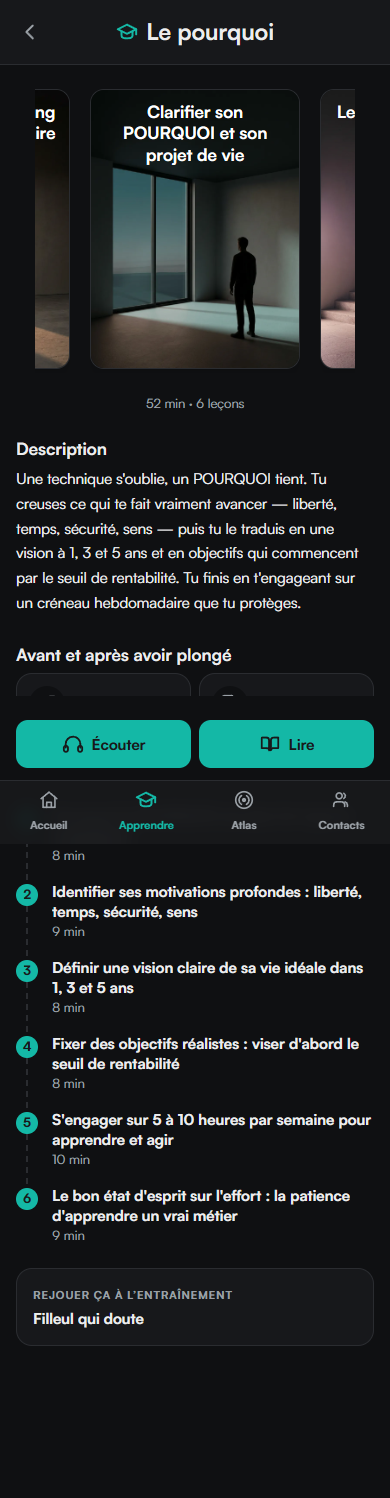 Le pourquoi
ng
ire
Clarifier son
POURQUOI et son
projet de vie
Le
52 min · 6 leçons
Description
Une technique s'oublie, un POURQUOI tient. Tu
creuses ce qui te fait vraiment avancer — liberté,
temps, sécurité, sens — puis tu le traduis en une
vision à 1, 3 et 5 ans et en objectifs qui commencent
par le seuil de rentabilité. Tu finis en t'engageant sur
un créneau hebdomadaire que tu protèges.
Avant et après avoir plongé
Écouter
Lire
Accueil
Apprendre
Atlas
Contacts
8 min
2
Identifier ses motivations profondes : liberté,
temps, sécurité, sens
9 min
3
Définir une vision claire de sa vie idéale dans
1, 3 et 5 ans
8 min
4
Fixer des objectifs réalistes : viser d'abord le
seuil de rentabilité
8 min
5
S'engager sur 5 à 10 heures par semaine pour
apprendre et agir
10 min
6
Le bon état d'esprit sur l'effort : la patience
d'apprendre un vrai métier
9 min
REJOUER ÇA À L'ENTRAÎNEMENT
Filleul qui doute